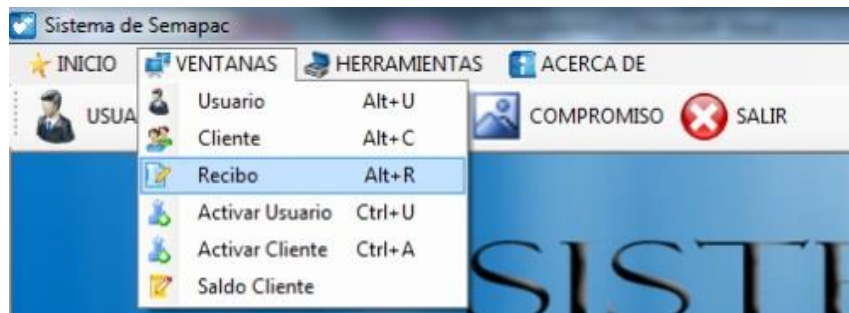 Sistema de Semapac
INICIO VENTANAS HERRAMIENTAS ACERCA DE
USUA COMPROMISO SALIR
Usuario Alt+U
Cliente Alt+C
Recibo Alt+R
Activar Usuario Ctrl+U
Activar Cliente Ctrl+A
Saldo Cliente
SISTE